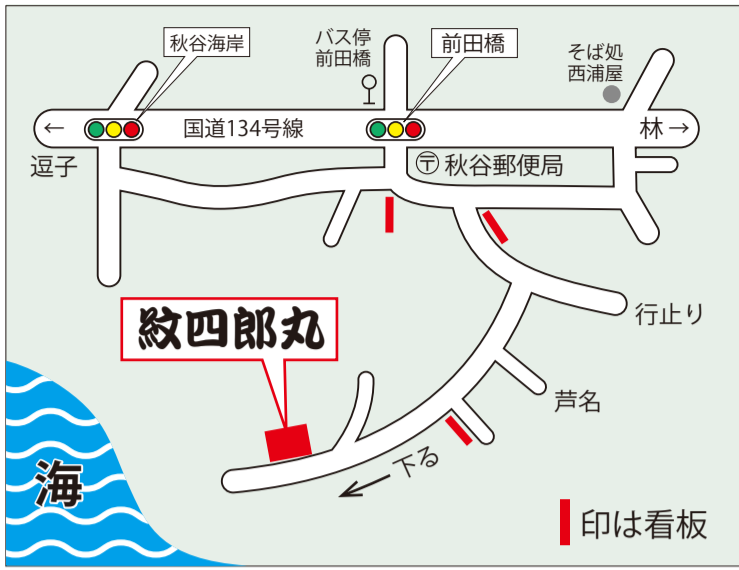 秋谷海岸
バス停
前田橋
前田橋
そば処
西浦屋
←
国道134号線
林→
逗子
〒秋谷郵便局
行止り
紋四郎丸
芦名
下る
海
印は看板